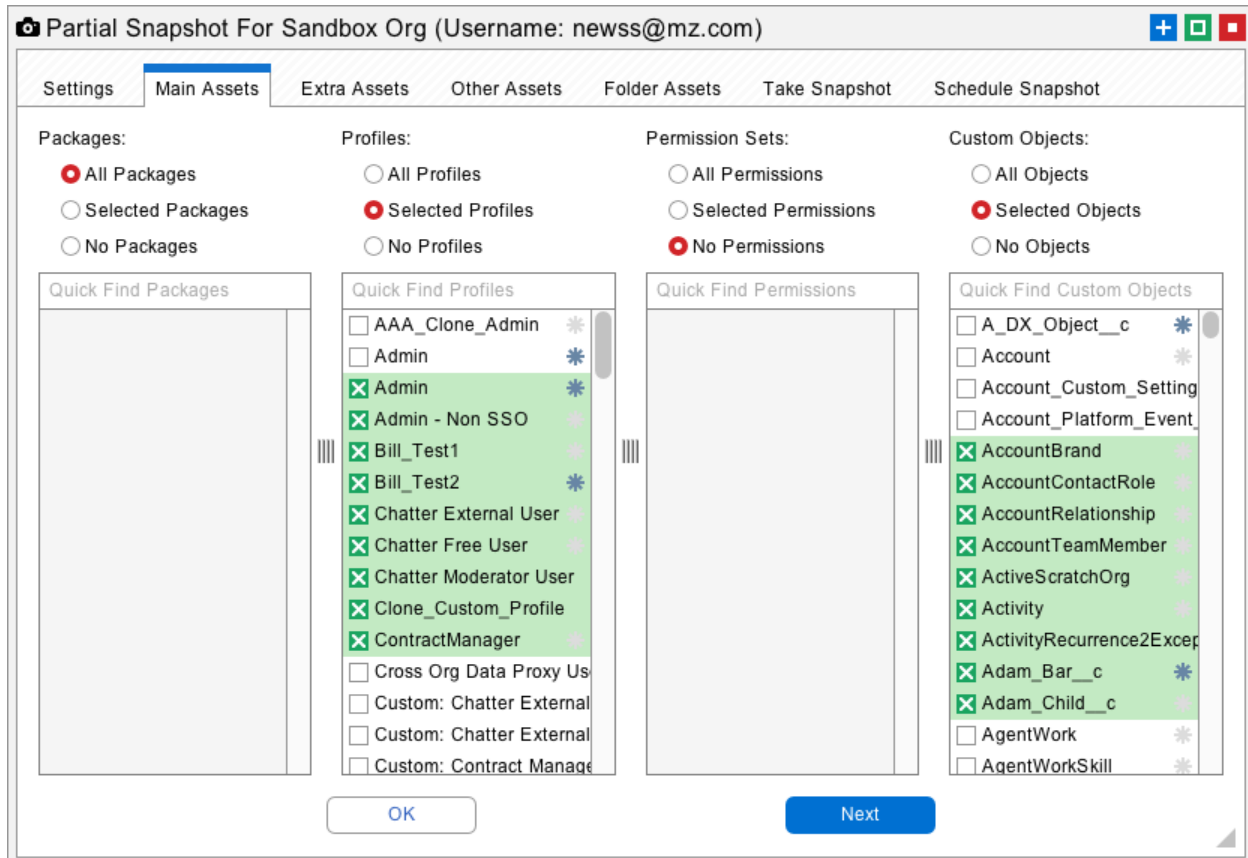 Partial Snapshot For Sandbox Org (Username: newss@mz.com)
Settings
Main Assets
Extra Assets
Other Assets
Folder Assets
Take Snapshot
Schedule Snapshot
Packages:
All Packages
Selected Packages
No Packages
Quick Find Packages
Profiles:
All Profiles
Selected Profiles
No Profiles
Quick Find Profiles
AAA_Clone_Admin
Admin
Admin
Admin - Non SSO
Bill_Test1
Bill_Test2
Chatter External User
Chatter Free User
Chatter Moderator User
Clone_Custom_Profile
ContractManager
Cross Org Data Proxy Us
Custom: Chatter External
Custom: Chatter External
Custom: Contract Manage
Permission Sets:
All Permissions
Selected Permissions
No Permissions
Quick Find Permissions
Custom Objects:
All Objects
Selected Objects
No Objects
Quick Find Custom Objects
A_DX_Object__c
Account
Account_Custom_Setting
Account_Platform_Event_
AccountBrand
AccountContactRole
AccountRelationship
AccountTeamMember
ActiveScratchOrg
Activity
ActivityRecurrence2Excep
Adam_Bar__c
Adam_Child__c
AgentWork
AgentWorkSkill
OK
Next